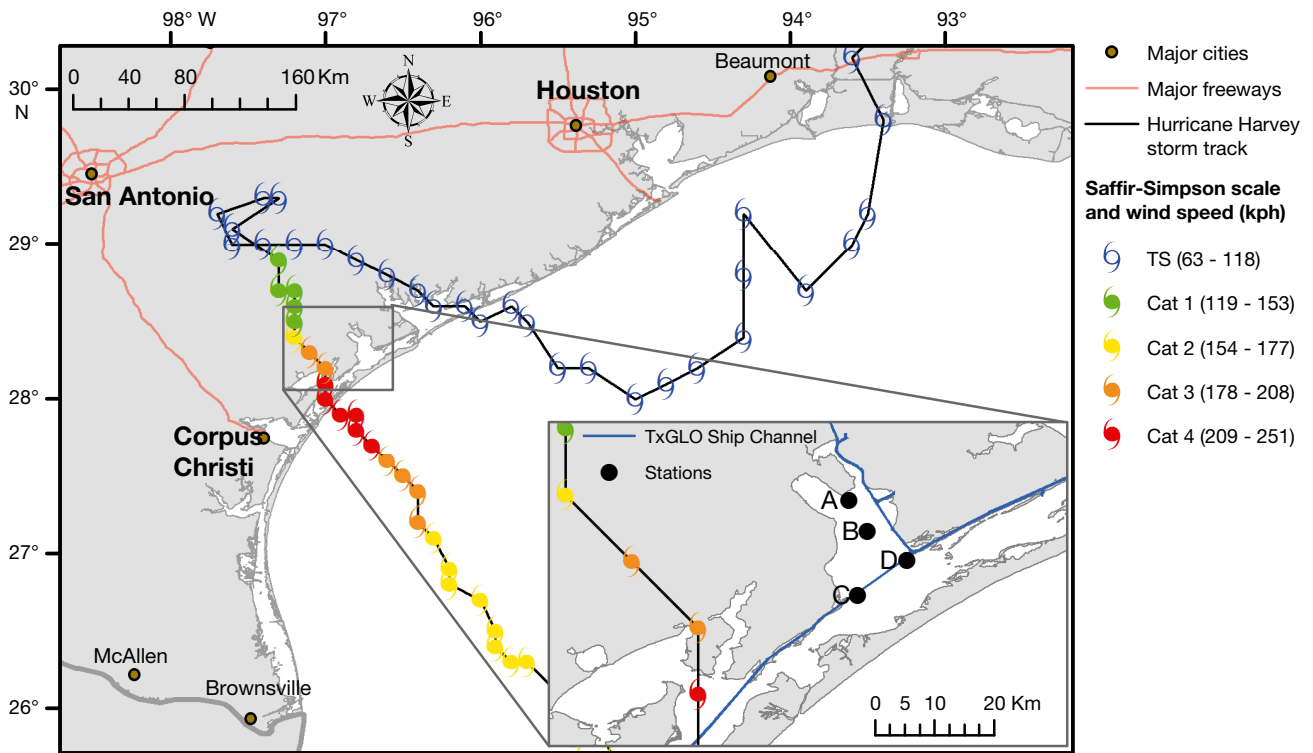 98° W 97° 96° 95° 94° 93°
30°
N
29°
28°
27°
26°
0 40 80 160 Km
N
W E
S
Beaumont
Houston
San Antonio
Corpus
Christi
McAllen
Brownsville
TxGLO Ship Channel
Stations
A
B
D
C
0 5 10 20 Km
Major cities
Major freeways
Hurricane Harvey
storm track
Saffir-Simpson scale
and wind speed (kph)
TS (63 - 118)
Cat 1 (119 - 153)
Cat 2 (154 - 177)
Cat 3 (178 - 208)
Cat 4 (209 - 251)